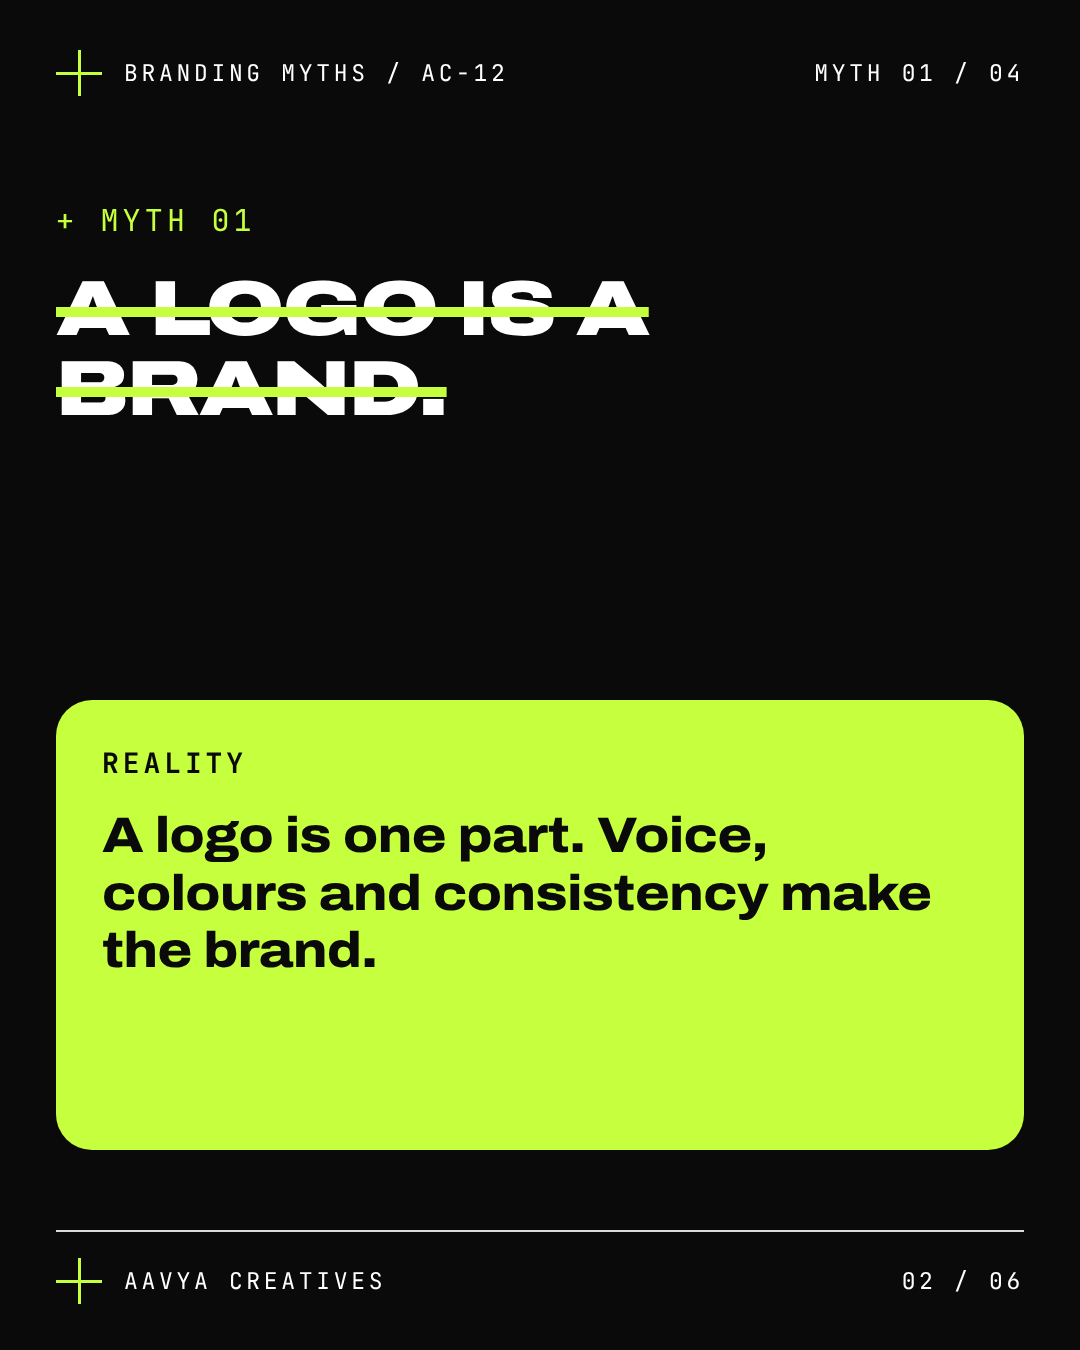 BRANDING MYTHS / AC-12
MYTH 01 / 04
+ MYTH 01
A LOGO IS A
BRAND.
REALITY
A logo is one part. Voice,
colours and consistency make
the brand.
AAVYA CREATIVES
02 / 06